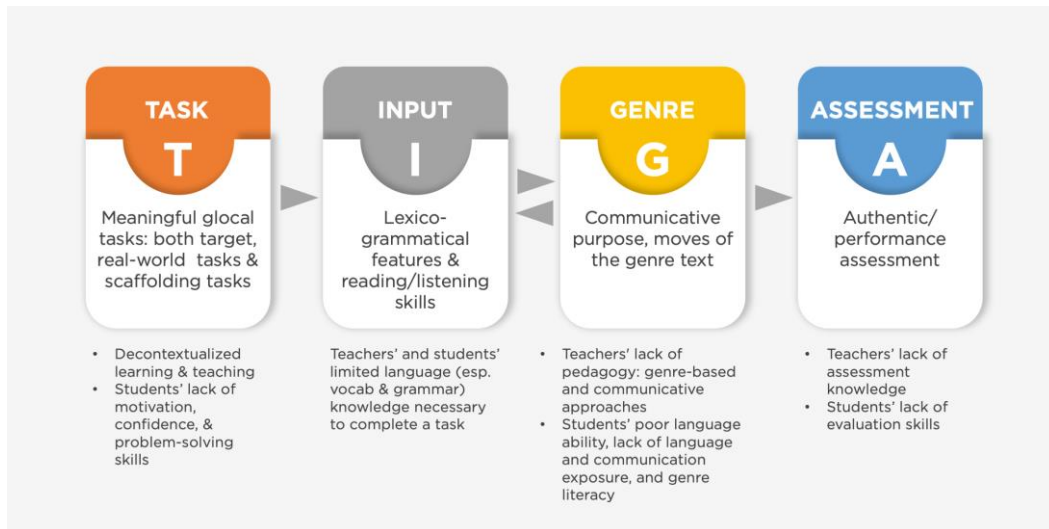 TASK
T
Meaningful glocal
tasks: both target,
real-world tasks &
scaffolding tasks
• Decontextualized
learning & teaching
• Students' lack of
motivation,
confidence, &
problem-solving
skills
INPUT
I
Lexico-
grammatical
features &
reading/listening
skills
Teachers' and students'
limited language (esp.
vocab & grammar)
knowledge necessary
to complete a task
GENRE
G
Communicative
purpose, moves of
the genre text
• Teachers' lack of
pedagogy: genre-based
and communicative
approaches
• Students' poor language
ability, lack of language
and communication
exposure, and genre
literacy
ASSESSMENT
A
Authentic/
performance
assessment
• Teachers' lack of
assessment
knowledge
• Students' lack of
evaluation skills